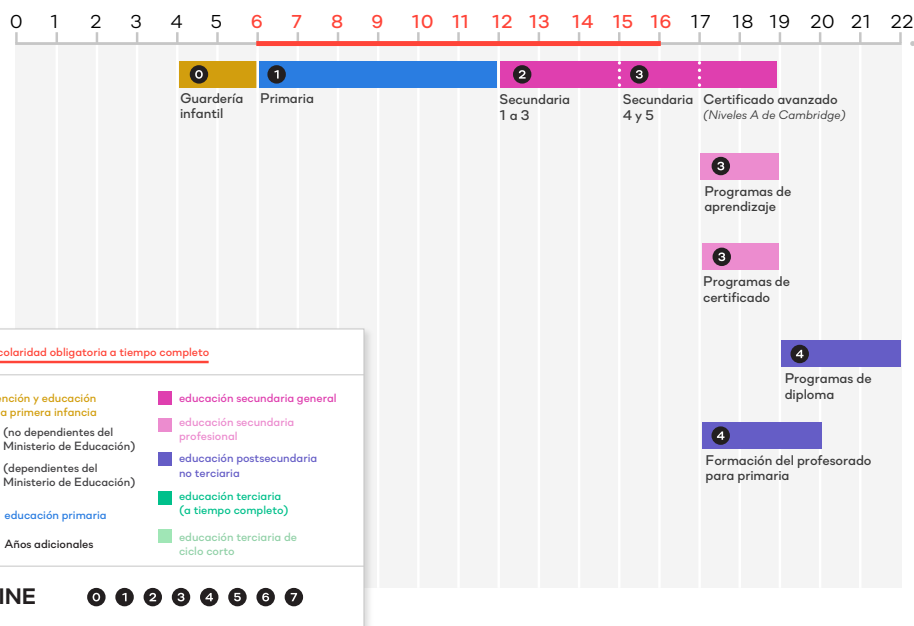 0 1 2 3 4 5 6 7 8 9 10 11 12 13 14 15 16 17 18 19 20 21 22
0 1 2 3
Guardería
infantil
Primaria
Secundaria
1 a 3
Secundaria
4 y 5
Certificado avanzado
(Niveles A de Cambridge)
3
Programas de
aprendizaje
3
Programas de
certificado
4
Programas de
diploma
4
Formación del profesorado
para primaria
colaridad obligatoria a tiempo completo
nción y educación
a primera infancia
(no dependientes del
Ministerio de Educación)
(dependientes del
Ministerio de Educación)
educación primaria
Años adicionales
educación secundaria general
educación secundaria
profesional
educación postsecundaria
no terciaria
educación terciaria
(a tiempo completo)
educación terciaria de
ciclo corto
INE 0 1 2 3 4 5 6 7